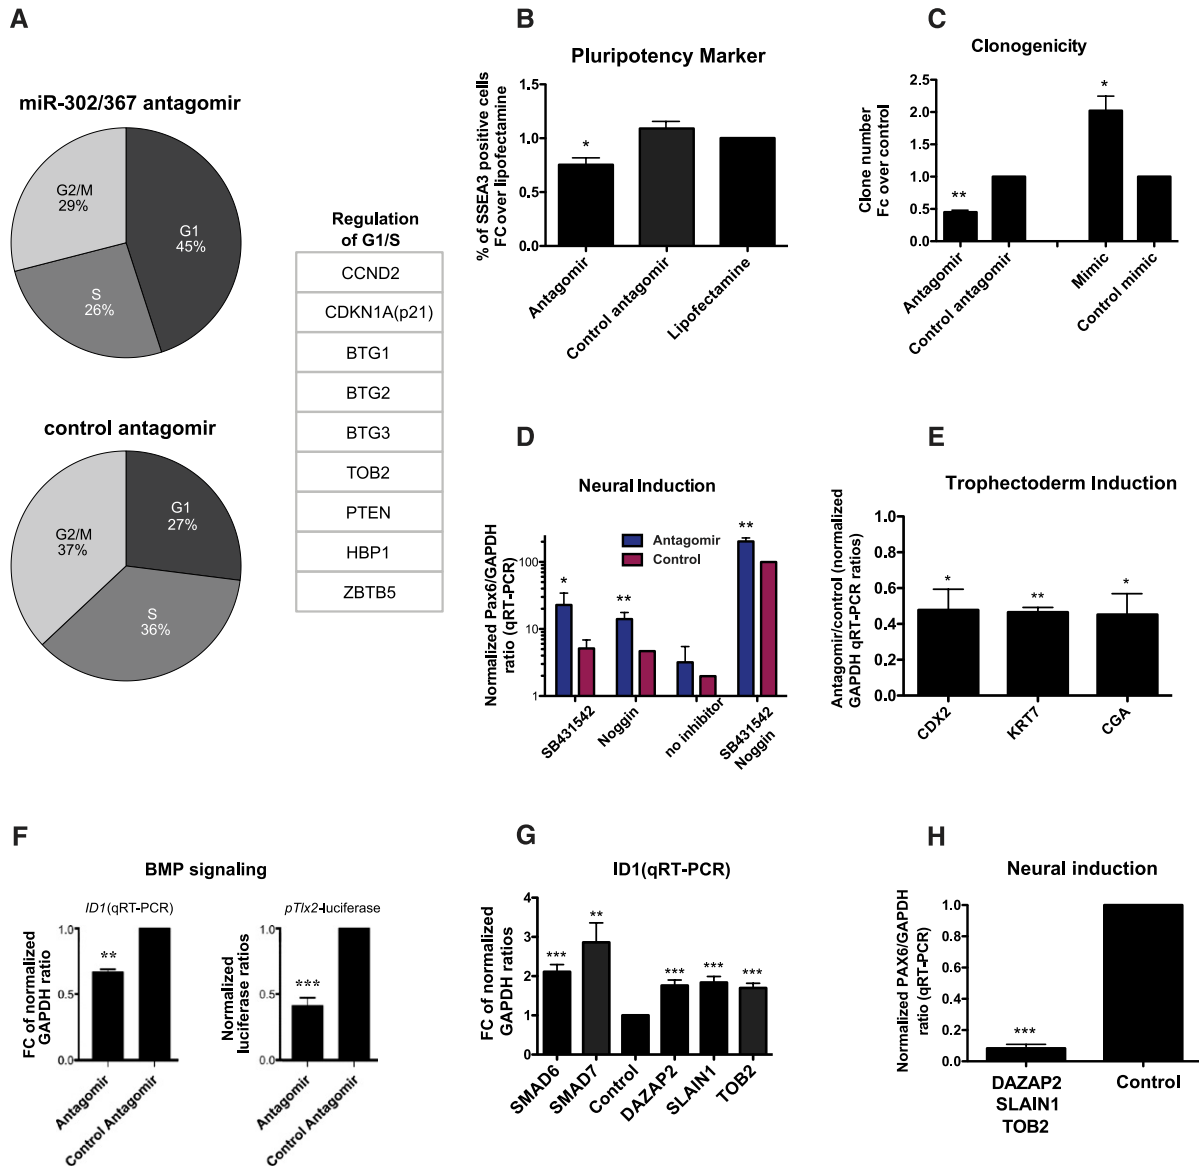 A
miR-302/367 antagomir
G2/M
29%
G1
45%
S
26%
control antagomir
G2/M
37%
G1
27%
S
36%
Regulation
of G1/S
CCND2
CDKN1A(p21)
BTG1
BTG2
BTG3
TOB2
PTEN
HBP1
ZBTB5
B
Pluripotency Marker
% of SSEA3 positive cells
FC over lipofectamine
1.5
1.0
0.5
0.0
*
Antagomir
Control antagomir
Lipofectamine
C
Clonogenicity
Clone number
Fc over control
2.5
2.0
1.5
1.0
0.5
0.0
**
*
Antagomir
Control antagomir
Mimic
Control mimic
D
Neural Induction
Normalized Pax6/GAPDH
ratio (qRT-PCR)
100
10
1
Antagomir
Control
*
**
**
SB431542
Noggin
no inhibitor
SB431542
Noggin
E
Trophectoderm Induction
Antagomir/control (normalized
GAPDH qRT-PCR ratios)
1.0
0.8
0.6
0.4
0.2
0.0
*
**
*
CDX2
KRT7
CGA
F
BMP signaling
ID1(qRT-PCR)
FC of normalized
GAPDH ratio
1.0
0.5
0.0
**
Antagomir
Control Antagomir
pTlx2-luciferase
Normalized
luciferase ratios
1.0
0.5
0.0
***
Antagomir
Control Antagomir
G
ID1(qRT-PCR)
FC of normalized
GAPDH ratios
4
3
2
1
0
***
**
***
***
***
SMAD6
SMAD7
Control
DAZAP2
SLAIN1
TOB2
H
Neural induction
Normalized PAX6/GAPDH
ratio (qRT-PCR)
1.0
0.8
0.6
0.4
0.2
0.0
***
DAZAP2
SLAIN1
TOB2
Control